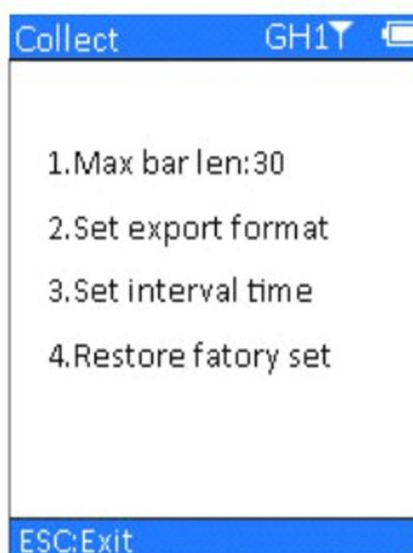 Collect GH1
1.Max bar len:30
2.Set export format
3.Set interval time
4.Restore fatory set
ESC:Exit